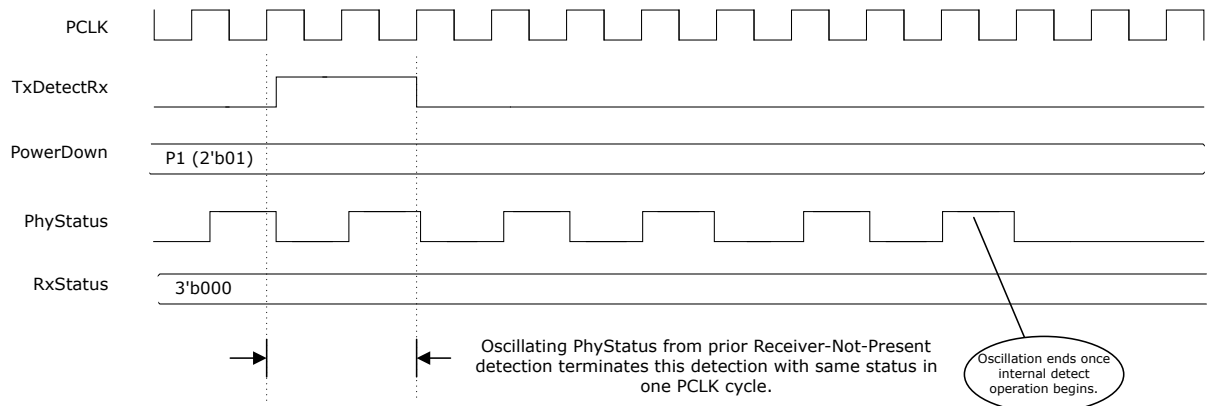 PCLK
TxDetectRx
PowerDown
P1 (2'b01)
PhyStatus
RxStatus
3'b000
Oscillating PhyStatus from prior Receiver-Not-Present
detection terminates this detection with same status in
one PCLK cycle.
Oscillation ends once
internal detect
operation begins.